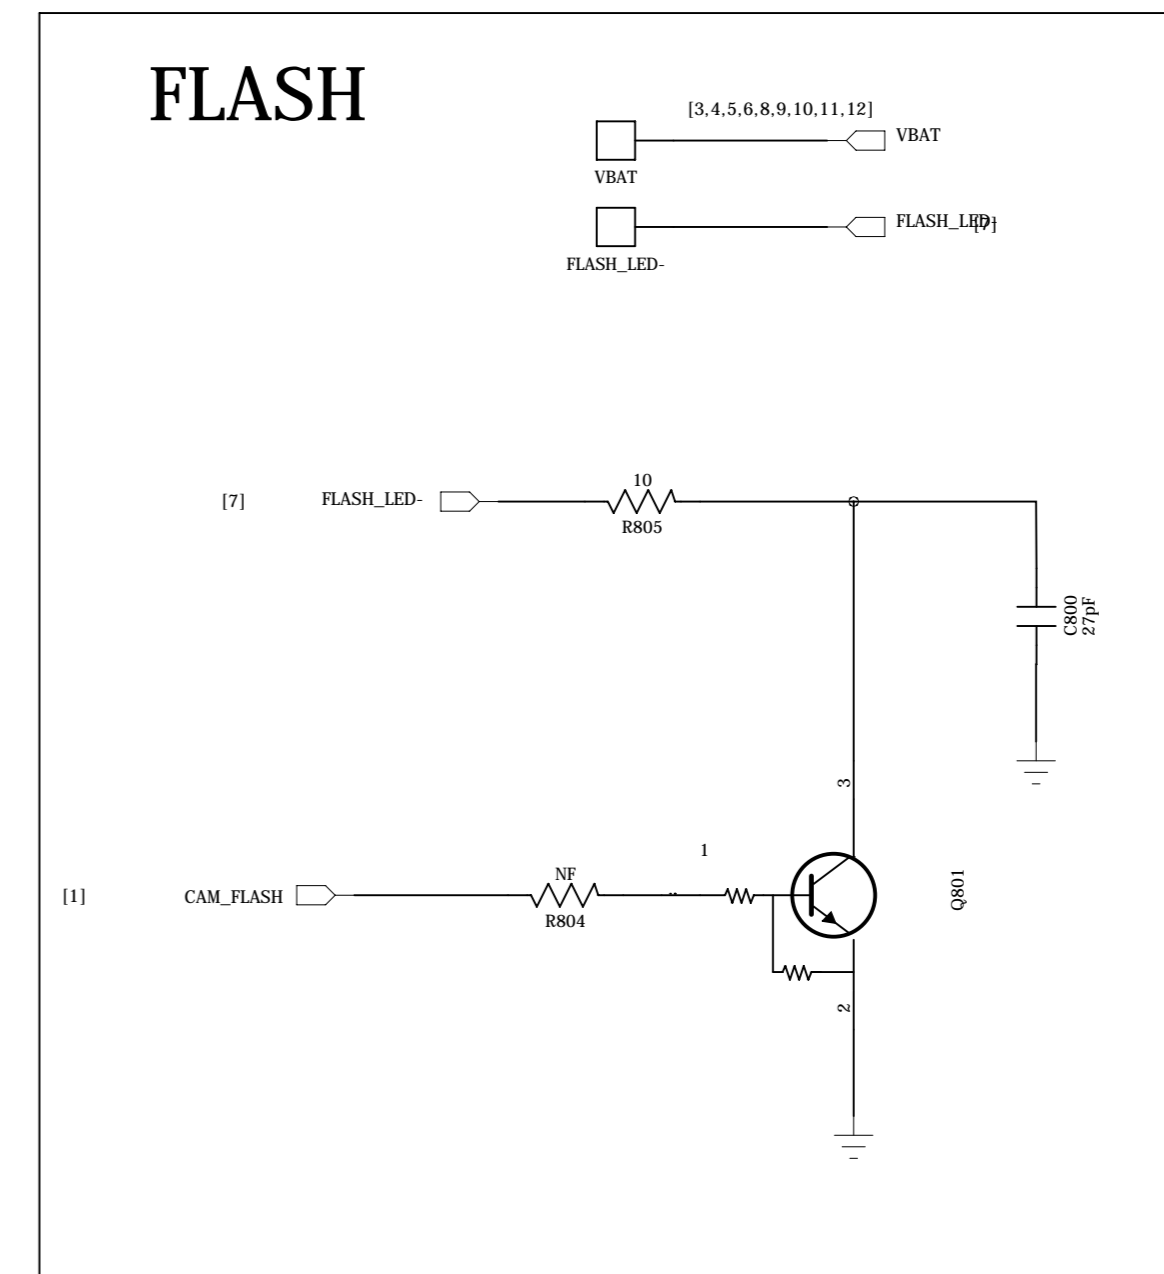 FLASH
[3,4,5,6,8,9,10,11,12]
VBAT
VBAT
FLASH_LED-
[7]
FLASH_LED-
10
[7]
FLASH_LED-
R805
C800
27pF
3
1
NF
[1]
CAM_FLASH
R804
Q801
2